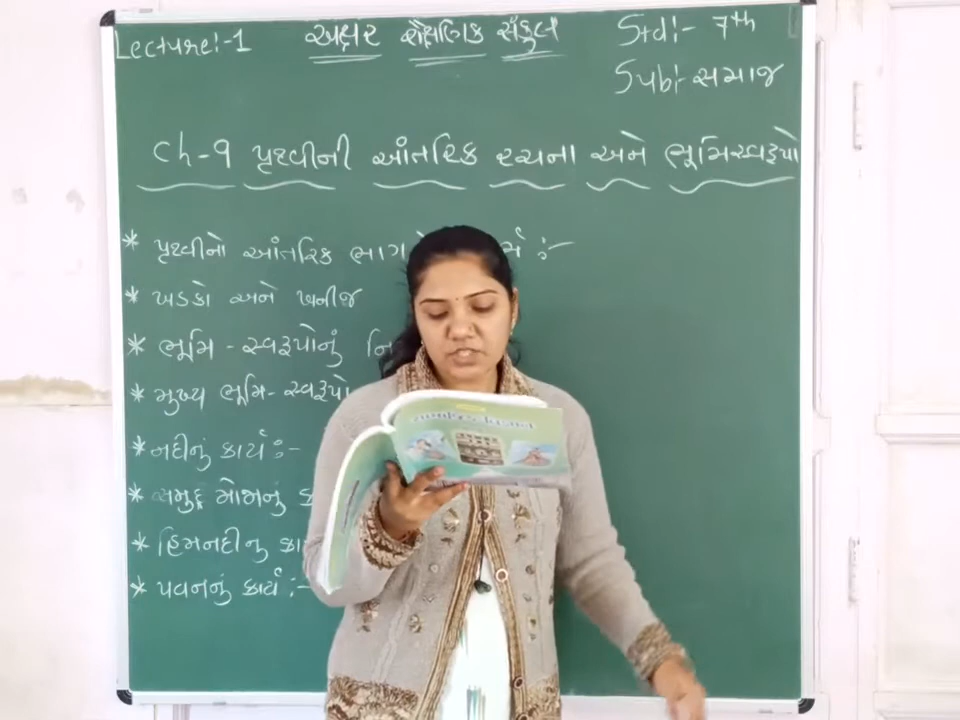 Lecture:-1
અક્ષર શૈક્ષણિક સંકુલ
Std:- 7th
Sub:- સમાજ
Ch-9 પૃથ્વીની આંતરિક રચના અને ભૂમિસ્વરૂપો
* પૃથ્વીનો આંતરિક ભાગ :-
* ખડકો અને ખનીજ
* ભૂમિ - સ્વરૂપોનું નિ
* મુખ્ય ભૂમિ - સ્વરૂપો
* નદીનું કાર્ય :-
* સમુદ્ર મોજાનું
* હિમનદીનુ કા
* પવનનું કાર્ય :-
સામાજિક વિજ્ઞાન